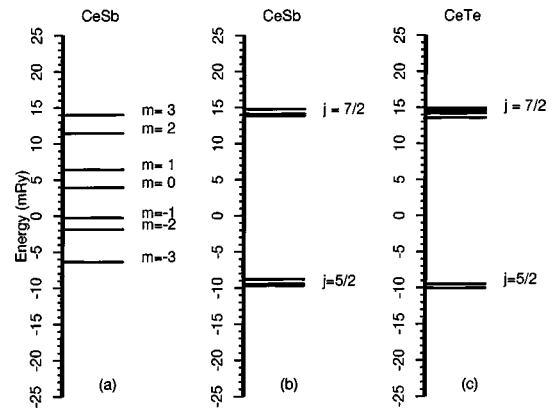 CeSb
CeSb
CeTe
Energy (mRy)
25
20
15
10
5
0
-5
-10
-15
-20
-25
m= 3
m= 2
m= 1
m= 0
m=-1
m=-2
m=-3
(a)
25
20
15
10
5
0
-5
-10
-15
-20
-25
j = 7/2
j=5/2
(b)
25
20
15
10
5
0
-5
-10
-15
-20
-25
j = 7/2
j=5/2
(c)